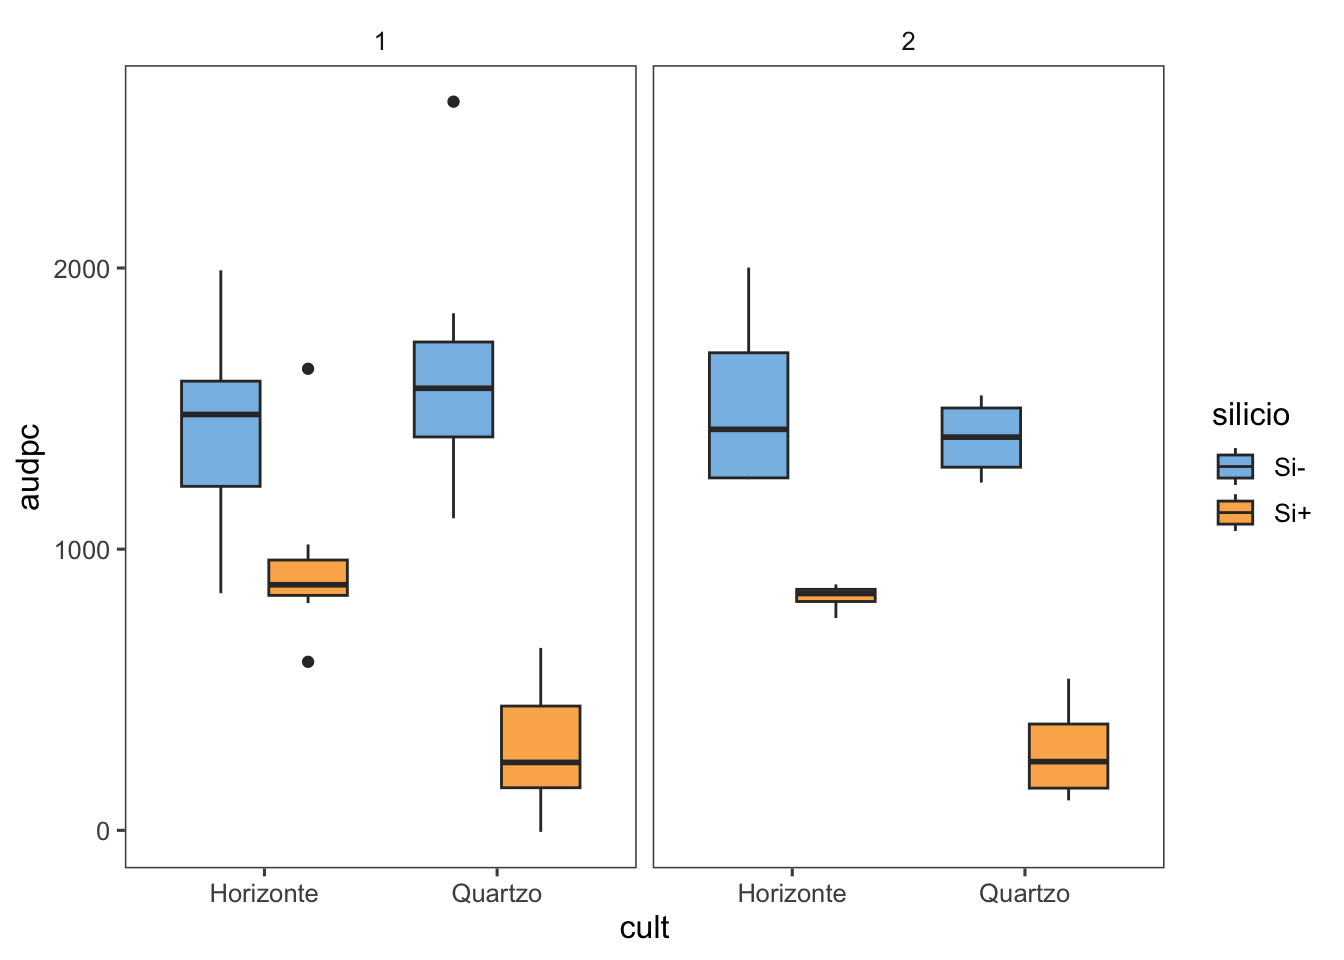 1
2
2000
1000
0
audpc
Horizonte
Quartzo
Horizonte
Quartzo
cult
silicio
Si-
Si+